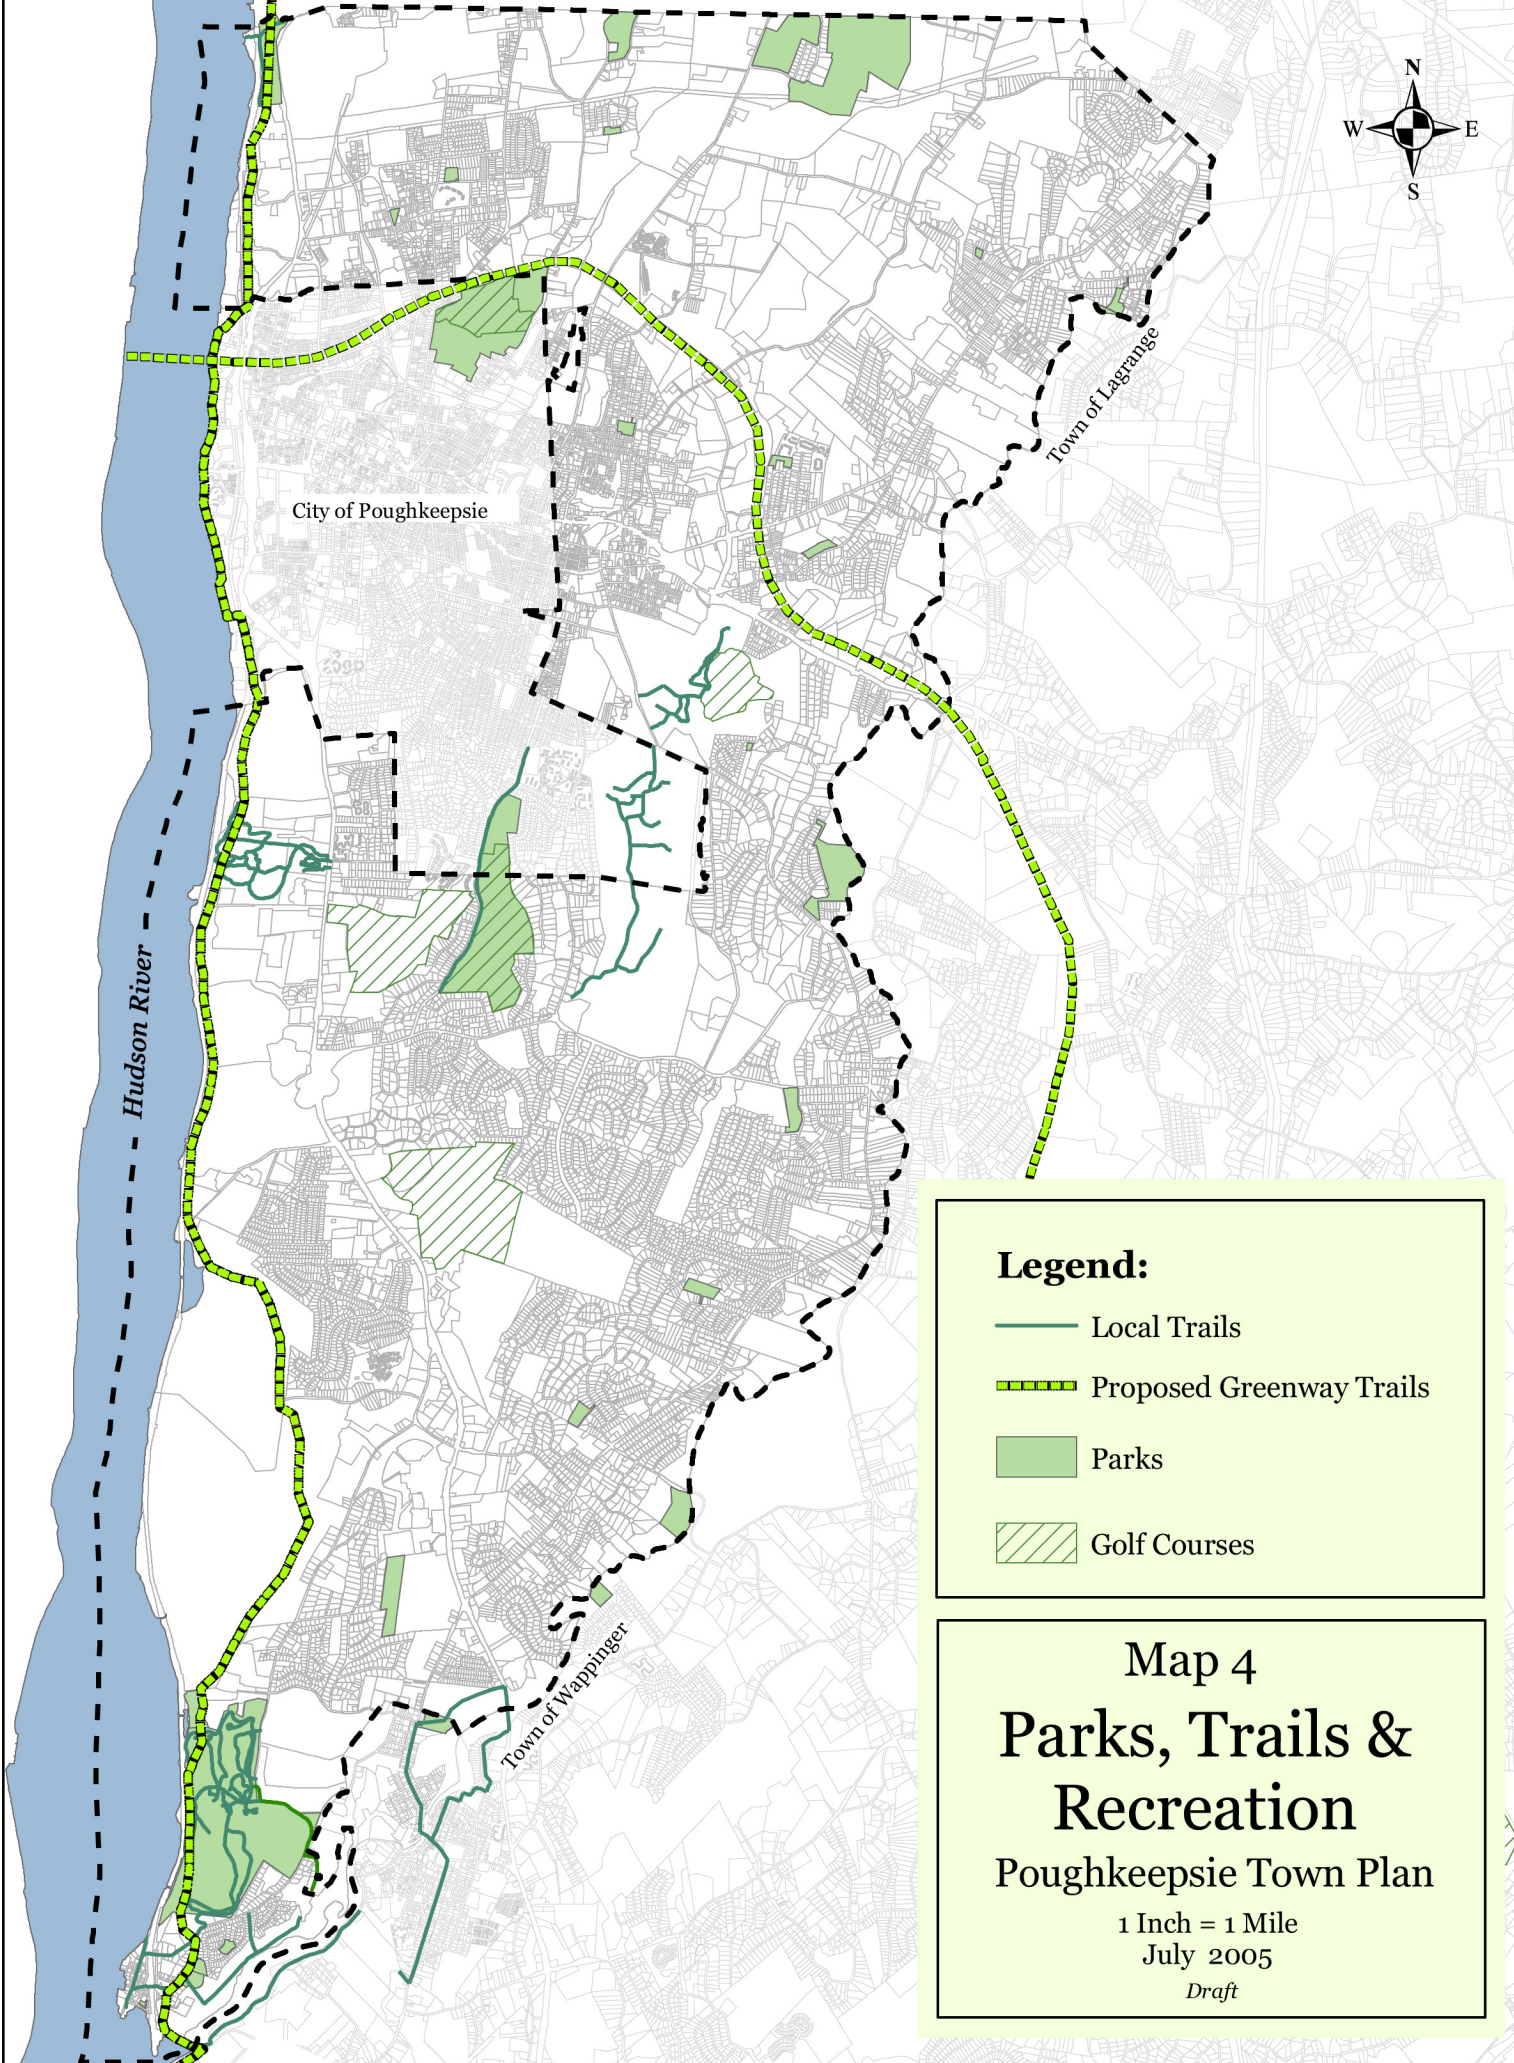 N
W
E
S
Town of Lagrange
City of Poughkeepsie
Hudson River
Town of Wappinger
Legend:
Local Trails
Proposed Greenway Trails
Parks
Golf Courses
Map 4
Parks, Trails &
Recreation
Poughkeepsie Town Plan
1 Inch = 1 Mile
July 2005
Draft